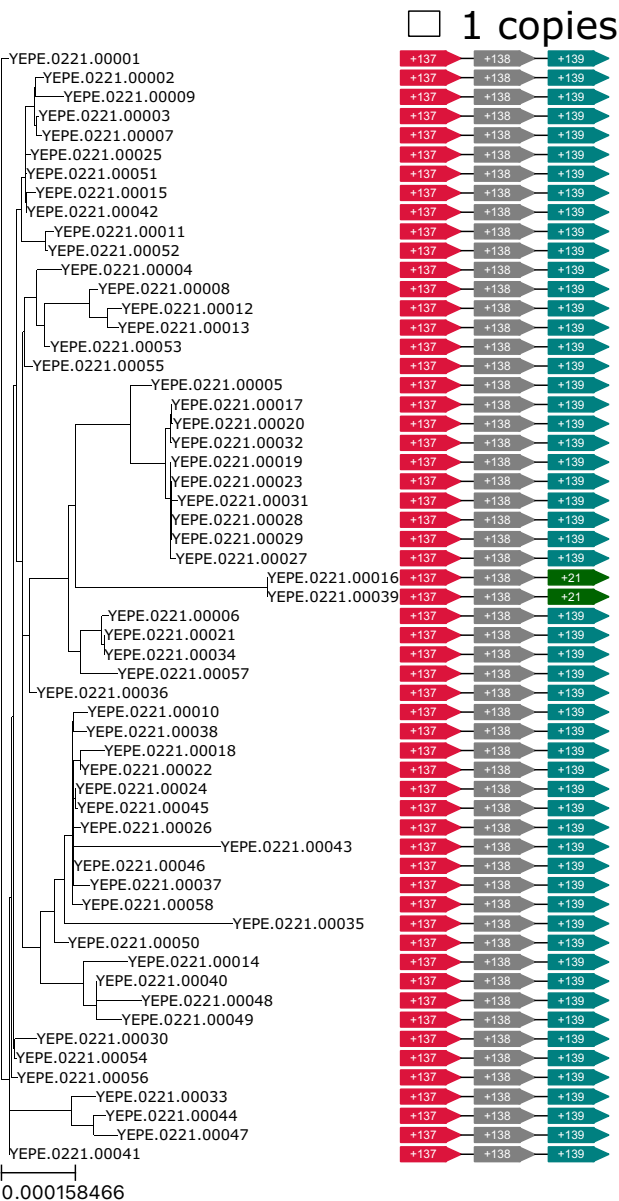 1 copies
YEPE.0221.00001 +137 +138 +139
YEPE.0221.00002 +137 +138 +139
YEPE.0221.00009 +137 +138 +139
YEPE.0221.00003 +137 +138 +139
YEPE.0221.00007 +137 +138 +139
YEPE.0221.00025 +137 +138 +139
YEPE.0221.00051 +137 +138 +139
YEPE.0221.00015 +137 +138 +139
YEPE.0221.00042 +137 +138 +139
YEPE.0221.00011 +137 +138 +139
YEPE.0221.00052 +137 +138 +139
YEPE.0221.00004 +137 +138 +139
YEPE.0221.00008 +137 +138 +139
YEPE.0221.00012 +137 +138 +139
YEPE.0221.00013 +137 +138 +139
YEPE.0221.00053 +137 +138 +139
YEPE.0221.00055 +137 +138 +139
YEPE.0221.00005 +137 +138 +139
YEPE.0221.00017 +137 +138 +139
YEPE.0221.00020 +137 +138 +139
YEPE.0221.00032 +137 +138 +139
YEPE.0221.00019 +137 +138 +139
YEPE.0221.00023 +137 +138 +139
YEPE.0221.00031 +137 +138 +139
YEPE.0221.00028 +137 +138 +139
YEPE.0221.00029 +137 +138 +139
YEPE.0221.00027 +137 +138 +139
YEPE.0221.00016 +137 +138 +21
YEPE.0221.00039 +137 +138 +21
YEPE.0221.00006 +137 +138 +139
YEPE.0221.00021 +137 +138 +139
YEPE.0221.00034 +137 +138 +139
YEPE.0221.00057 +137 +138 +139
YEPE.0221.00036 +137 +138 +139
YEPE.0221.00010 +137 +138 +139
YEPE.0221.00038 +137 +138 +139
YEPE.0221.00018 +137 +138 +139
YEPE.0221.00022 +137 +138 +139
YEPE.0221.00024 +137 +138 +139
YEPE.0221.00045 +137 +138 +139
YEPE.0221.00026 +137 +138 +139
YEPE.0221.00043 +137 +138 +139
YEPE.0221.00046 +137 +138 +139
YEPE.0221.00037 +137 +138 +139
YEPE.0221.00058 +137 +138 +139
YEPE.0221.00035 +137 +138 +139
YEPE.0221.00050 +137 +138 +139
YEPE.0221.00014 +137 +138 +139
YEPE.0221.00040 +137 +138 +139
YEPE.0221.00048 +137 +138 +139
YEPE.0221.00049 +137 +138 +139
YEPE.0221.00030 +137 +138 +139
YEPE.0221.00054 +137 +138 +139
YEPE.0221.00056 +137 +138 +139
YEPE.0221.00033 +137 +138 +139
YEPE.0221.00044 +137 +138 +139
YEPE.0221.00047 +137 +138 +139
YEPE.0221.00041 +137 +138 +139
0.000158466